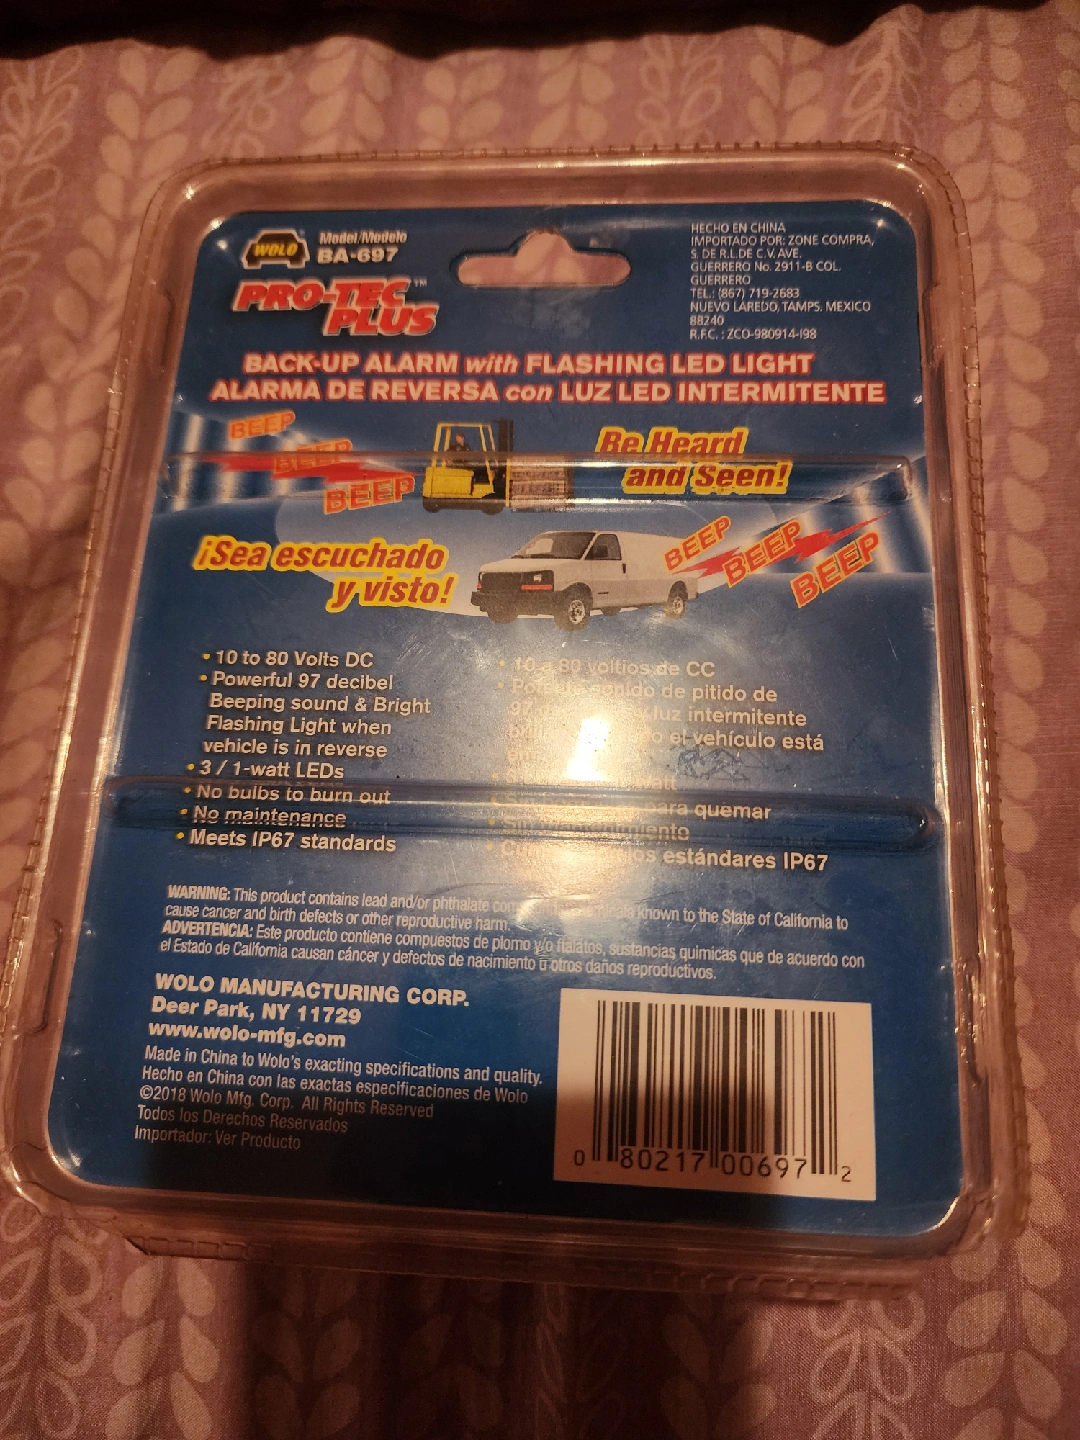 WOLO
Model/Modelo
BA-697
PRO-TEC™
PLUS
HECHO EN CHINA
IMPORTADO POR: ZONE COMPRA,
S. DE R.L.DE C.V. AVE.
GUERRERO No. 2911-B COL.
GUERRERO
TEL.: (867) 719-2683
NUEVO LAREDO, TAMPS. MEXICO
88240
R.F.C. : ZCO-980914-I98
BACK-UP ALARM with FLASHING LED LIGHT
ALARMA DE REVERSA con LUZ LED INTERMITENTE
BEEP
BEEP
BEEP
Be Heard
and Seen!
¡Sea escuchado
y visto!
BEEP
BEEP
BEEP
• 10 to 80 Volts DC
• Powerful 97 decibel
Beeping sound & Bright
Flashing Light when
vehicle is in reverse
• 3 / 1-watt LEDs
• No bulbs to burn out
• No maintenance
• Meets IP67 standards
• 10 a 80 voltios de CC
• sonido de pitido de
97 y luz intermitente
el vehículo está
para quemar
• Sin mantenimiento
• los estándares IP67
WARNING: This product contains lead and/or phthalate known to the State of California to
cause cancer and birth defects or other reproductive harm.
ADVERTENCIA: Este producto contiene compuestos de plomo y/o ftalatos, sustancias quimicas que de acuerdo con
el Estado de California causan cáncer y defectos de nacimiento u otros daños reproductivos.
WOLO MANUFACTURING CORP.
Deer Park, NY 11729
www.wolo-mfg.com
Made in China to Wolo's exacting specifications and quality.
Hecho en China con las exactas especificaciones de Wolo
©2018 Wolo Mfg. Corp. All Rights Reserved
Todos los Derechos Reservados
Importador: Ver Producto
0 80217 00697 2